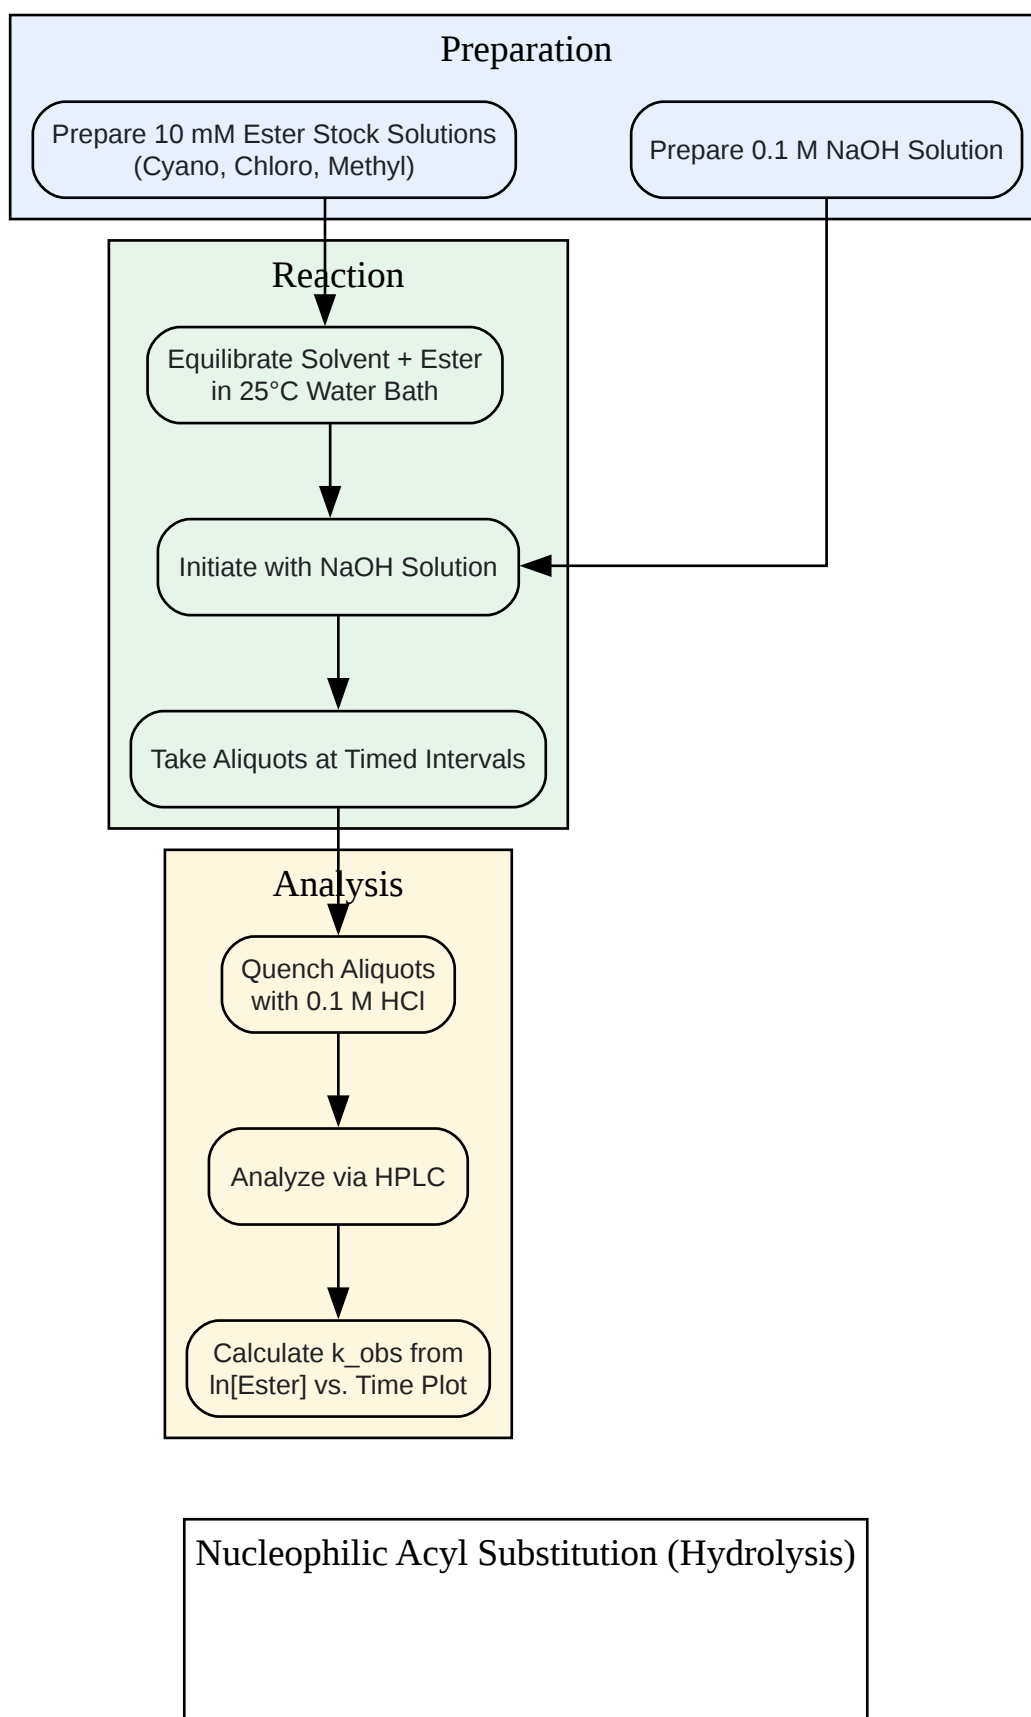 Preparation
Prepare 10 mM Ester Stock Solutions
(Cyano, Chloro, Methyl)
Prepare 0.1 M NaOH Solution
Reaction
Equilibrate Solvent + Ester
in 25°C Water Bath
Initiate with NaOH Solution
Take Aliquots at Timed Intervals
Analysis
Quench Aliquots
with 0.1 M HCl
Analyze via HPLC
Calculate k_obs from
ln[Ester] vs. Time Plot
Nucleophilic Acyl Substitution (Hydrolysis)